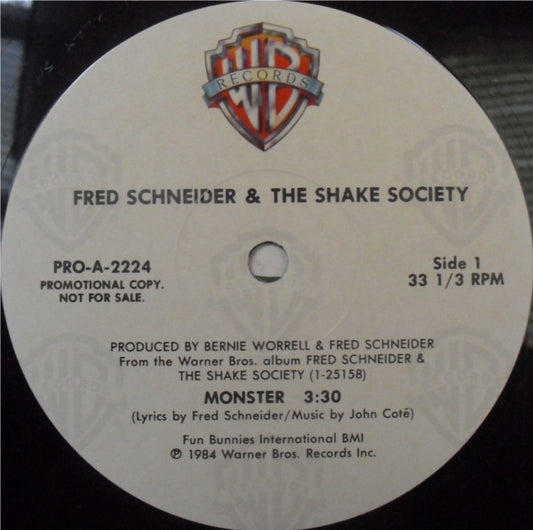 WB
RECORDS
FRED SCHNEIDER & THE SHAKE SOCIETY
PRO-A-2224
PROMOTIONAL COPY.
NOT FOR SALE.
Side 1
33 1/3 RPM
PRODUCED BY BERNIE WORRELL & FRED SCHNEIDER
From the Warner Bros. album FRED SCHNEIDER &
THE SHAKE SOCIETY (1-25158)
MONSTER 3:30
(Lyrics by Fred Schneider/Music by John Coté)
Fun Bunnies International BMI
℗ 1984 Warner Bros. Records Inc.